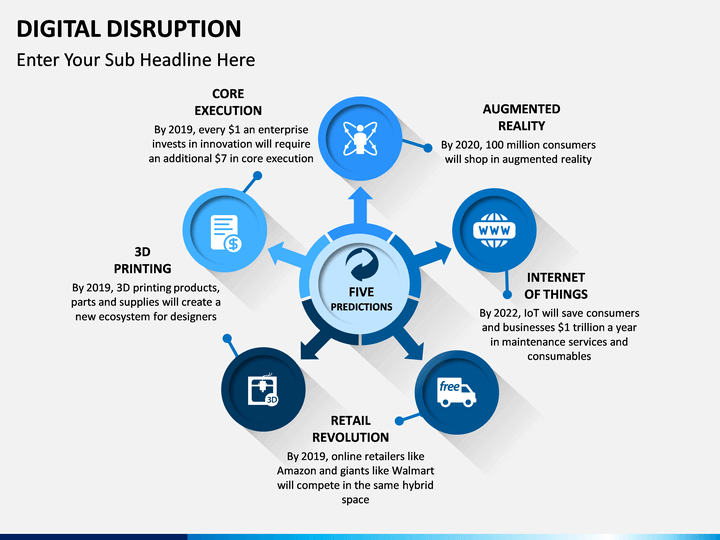 DIGITAL DISRUPTION
Enter Your Sub Headline Here
CORE
EXECUTION
By 2019, every $1 an enterprise
invests in innovation will require
an additional $7 in core execution
AUGMENTED
REALITY
By 2020, 100 million consumers
will shop in augmented reality
$
WWW
3D
PRINTING
By 2019, 3D printing products,
parts and supplies will create a
new ecosystem for designers
FIVE
PREDICTIONS
INTERNET
OF THINGS
By 2022, IoT will save consumers
and businesses $1 trillion a year
in maintenance services and
consumables
3D
free
RETAIL
REVOLUTION
By 2019, online retailers like
Amazon and giants like Walmart
will compete in the same hybrid
space